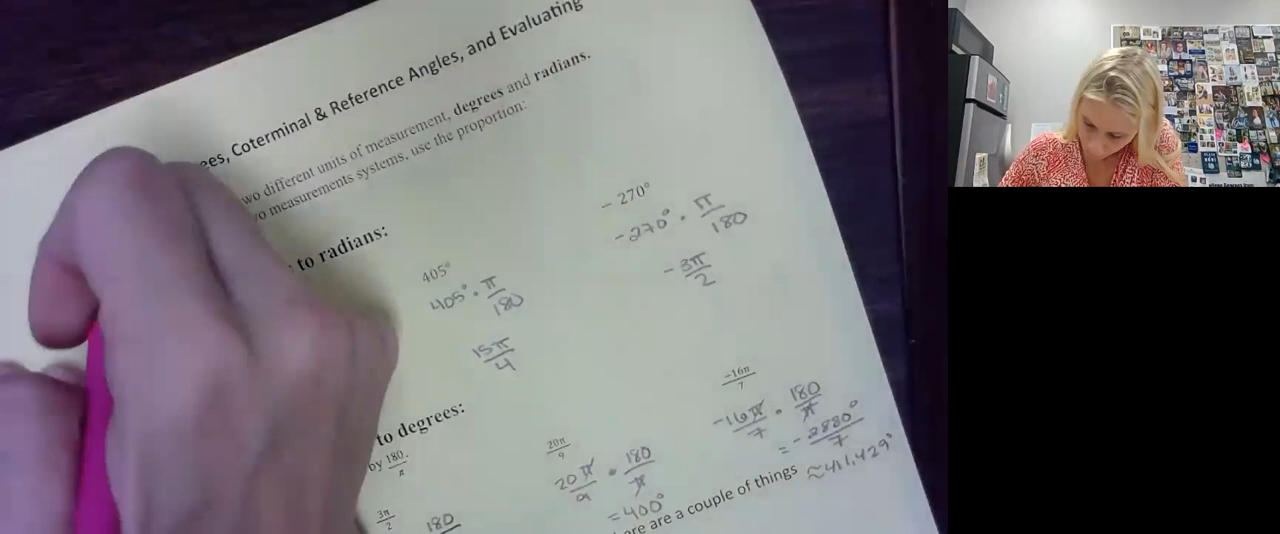 ees, Coterminal & Reference Angles, and Evaluating
wo different units of measurement, degrees and radians.
o measurements systems, use the proportion:
to radians:
405°
405° · π/180
15π/4
-270°
-270° · π/180
-3π/2
to degrees:
by 180/π.
3π/2
180
20π/9
20π/9 · 180/π
=400°
-16π/7
-16π/7 · 180/π
= -2880°/7
≈411.429°
here are a couple of things